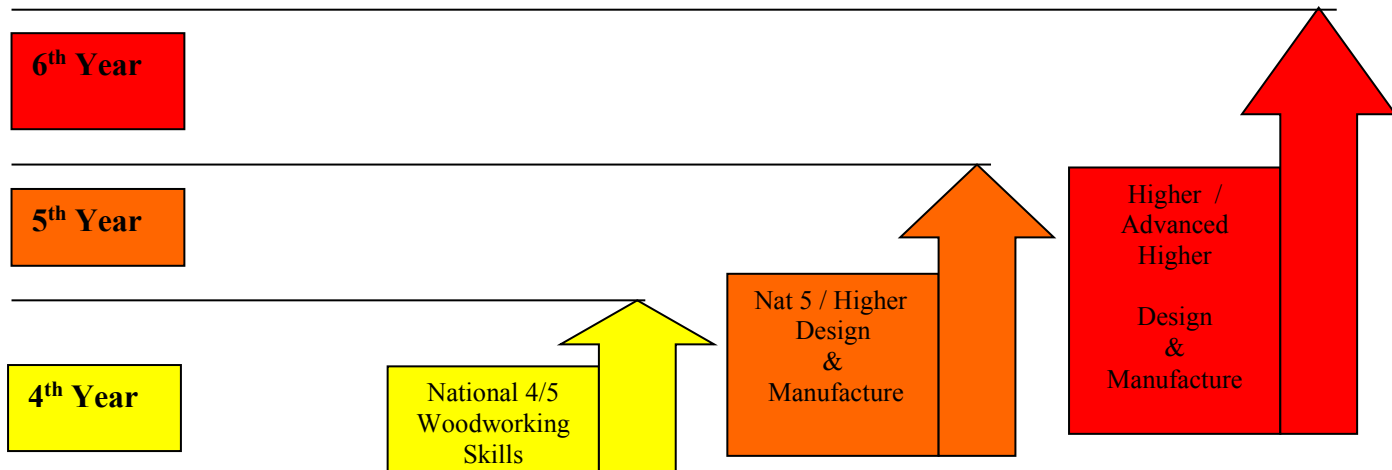 6th Year
5th Year
4th Year
National 4/5
Woodworking
Skills
Nat 5 / Higher
Design
&
Manufacture
Higher /
Advanced
Higher
Design
&
Manufacture